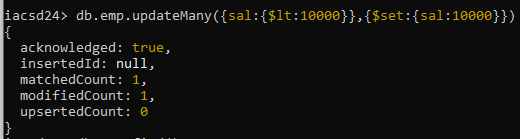 iacsd24> db.emp.updateMany({sal:{$lt:10000}},{$set:{sal:10000}})
{
  acknowledged: true,
  insertedId: null,
  matchedCount: 1,
  modifiedCount: 1,
  upsertedCount: 0
}